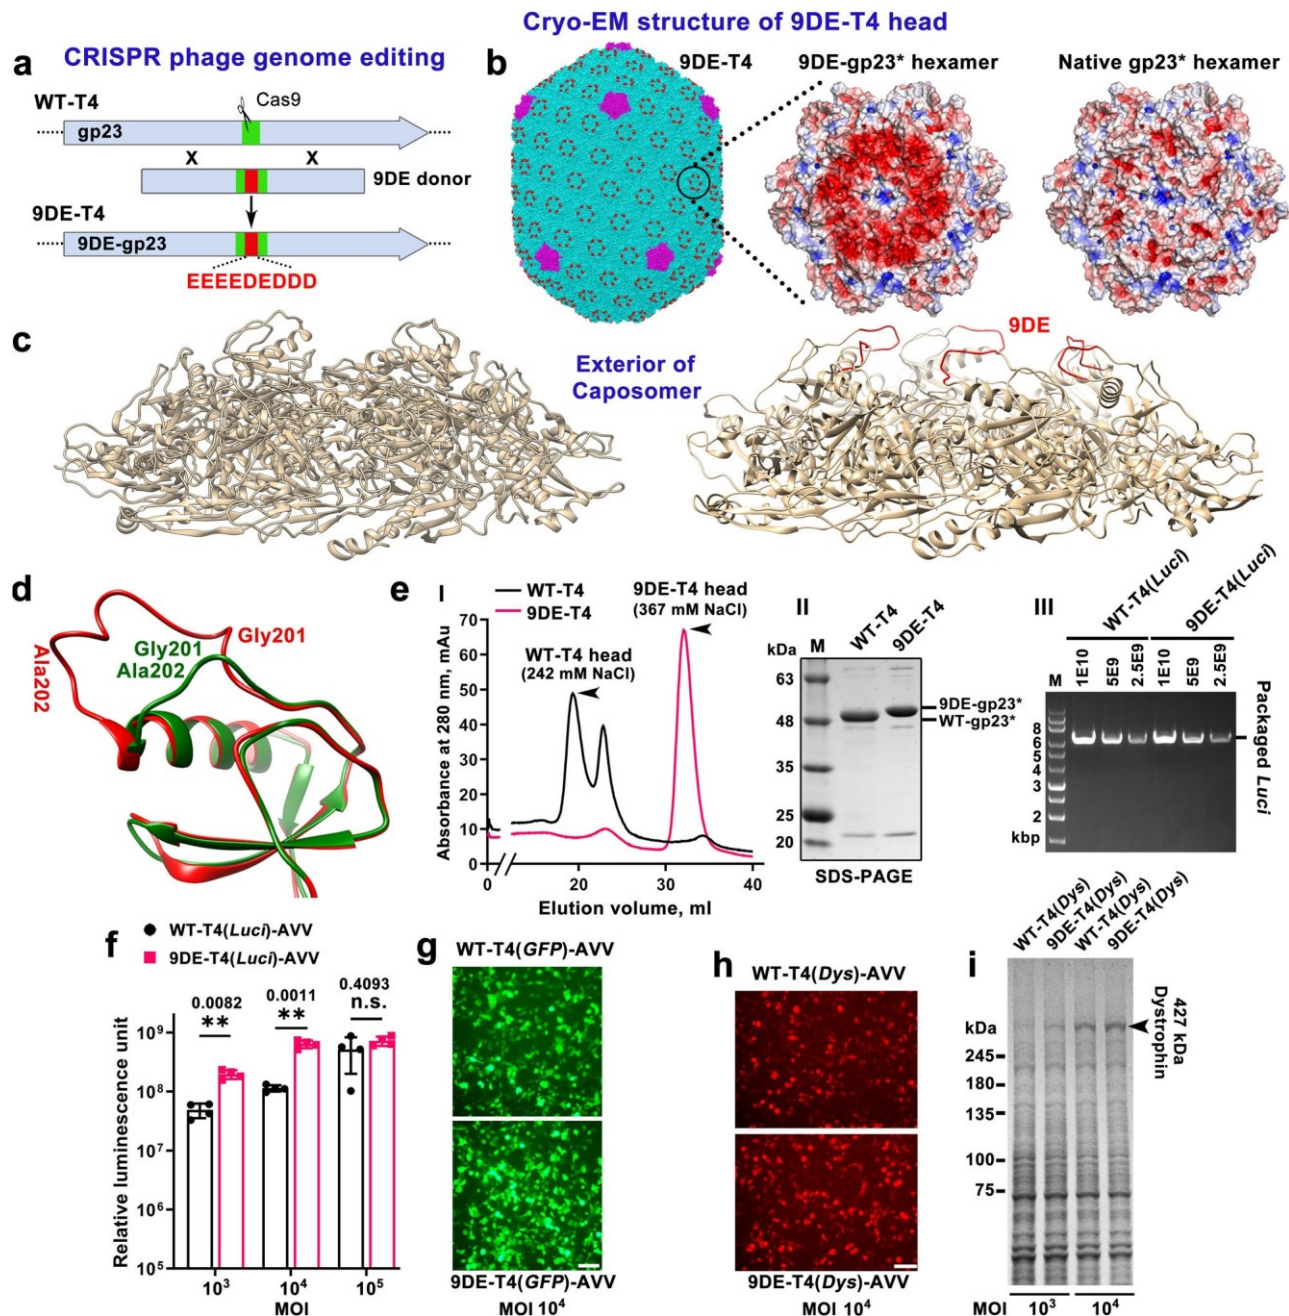 Cryo-EM structure of 9DE-T4 head
a CRISPR phage genome editing
WT-T4
Cas9
gp23
X X
9DE donor
9DE-T4
9DE-gp23
EEEEDEDDD
b
9DE-T4
9DE-gp23* hexamer
Native gp23* hexamer
c
Exterior of
Caposomer
9DE
d
Gly201
Gly201
Ala202
Ala202
e
I
WT-T4
9DE-T4
9DE-T4 head
(367 mM NaCl)
WT-T4 head
(242 mM NaCl)
Absorbance at 280 nm, mAu
70
60
50
40
30
20
10
0
0 20 30 40
Elution volume, ml
II
WT-T4
9DE-T4
kDa M
63
48
35
25
20
9DE-gp23*
WT-gp23*
SDS-PAGE
III
WT-T4(Luci)
9DE-T4(Luci)
M 1E10 5E9 2.5E9 1E10 5E9 2.5E9
8
6
5
4
3
2
kbp
Packaged Luci
f
WT-T4(Luci)-AVV
9DE-T4(Luci)-AVV
0.0082
**
0.0011
**
0.4093
n.s.
Relative luminescence unit
10⁹
10⁸
10⁷
10⁶
10⁵
10³ 10⁴ 10⁵
MOI
g
WT-T4(GFP)-AVV
9DE-T4(GFP)-AVV
MOI 10⁴
h
WT-T4(Dys)-AVV
9DE-T4(Dys)-AVV
MOI 10⁴
i
WT-T4(Dys)
9DE-T4(Dys)
WT-T4(Dys)
9DE-T4(Dys)
kDa
245
180
135
100
75
427 kDa
Dystrophin
MOI 10³ 10⁴